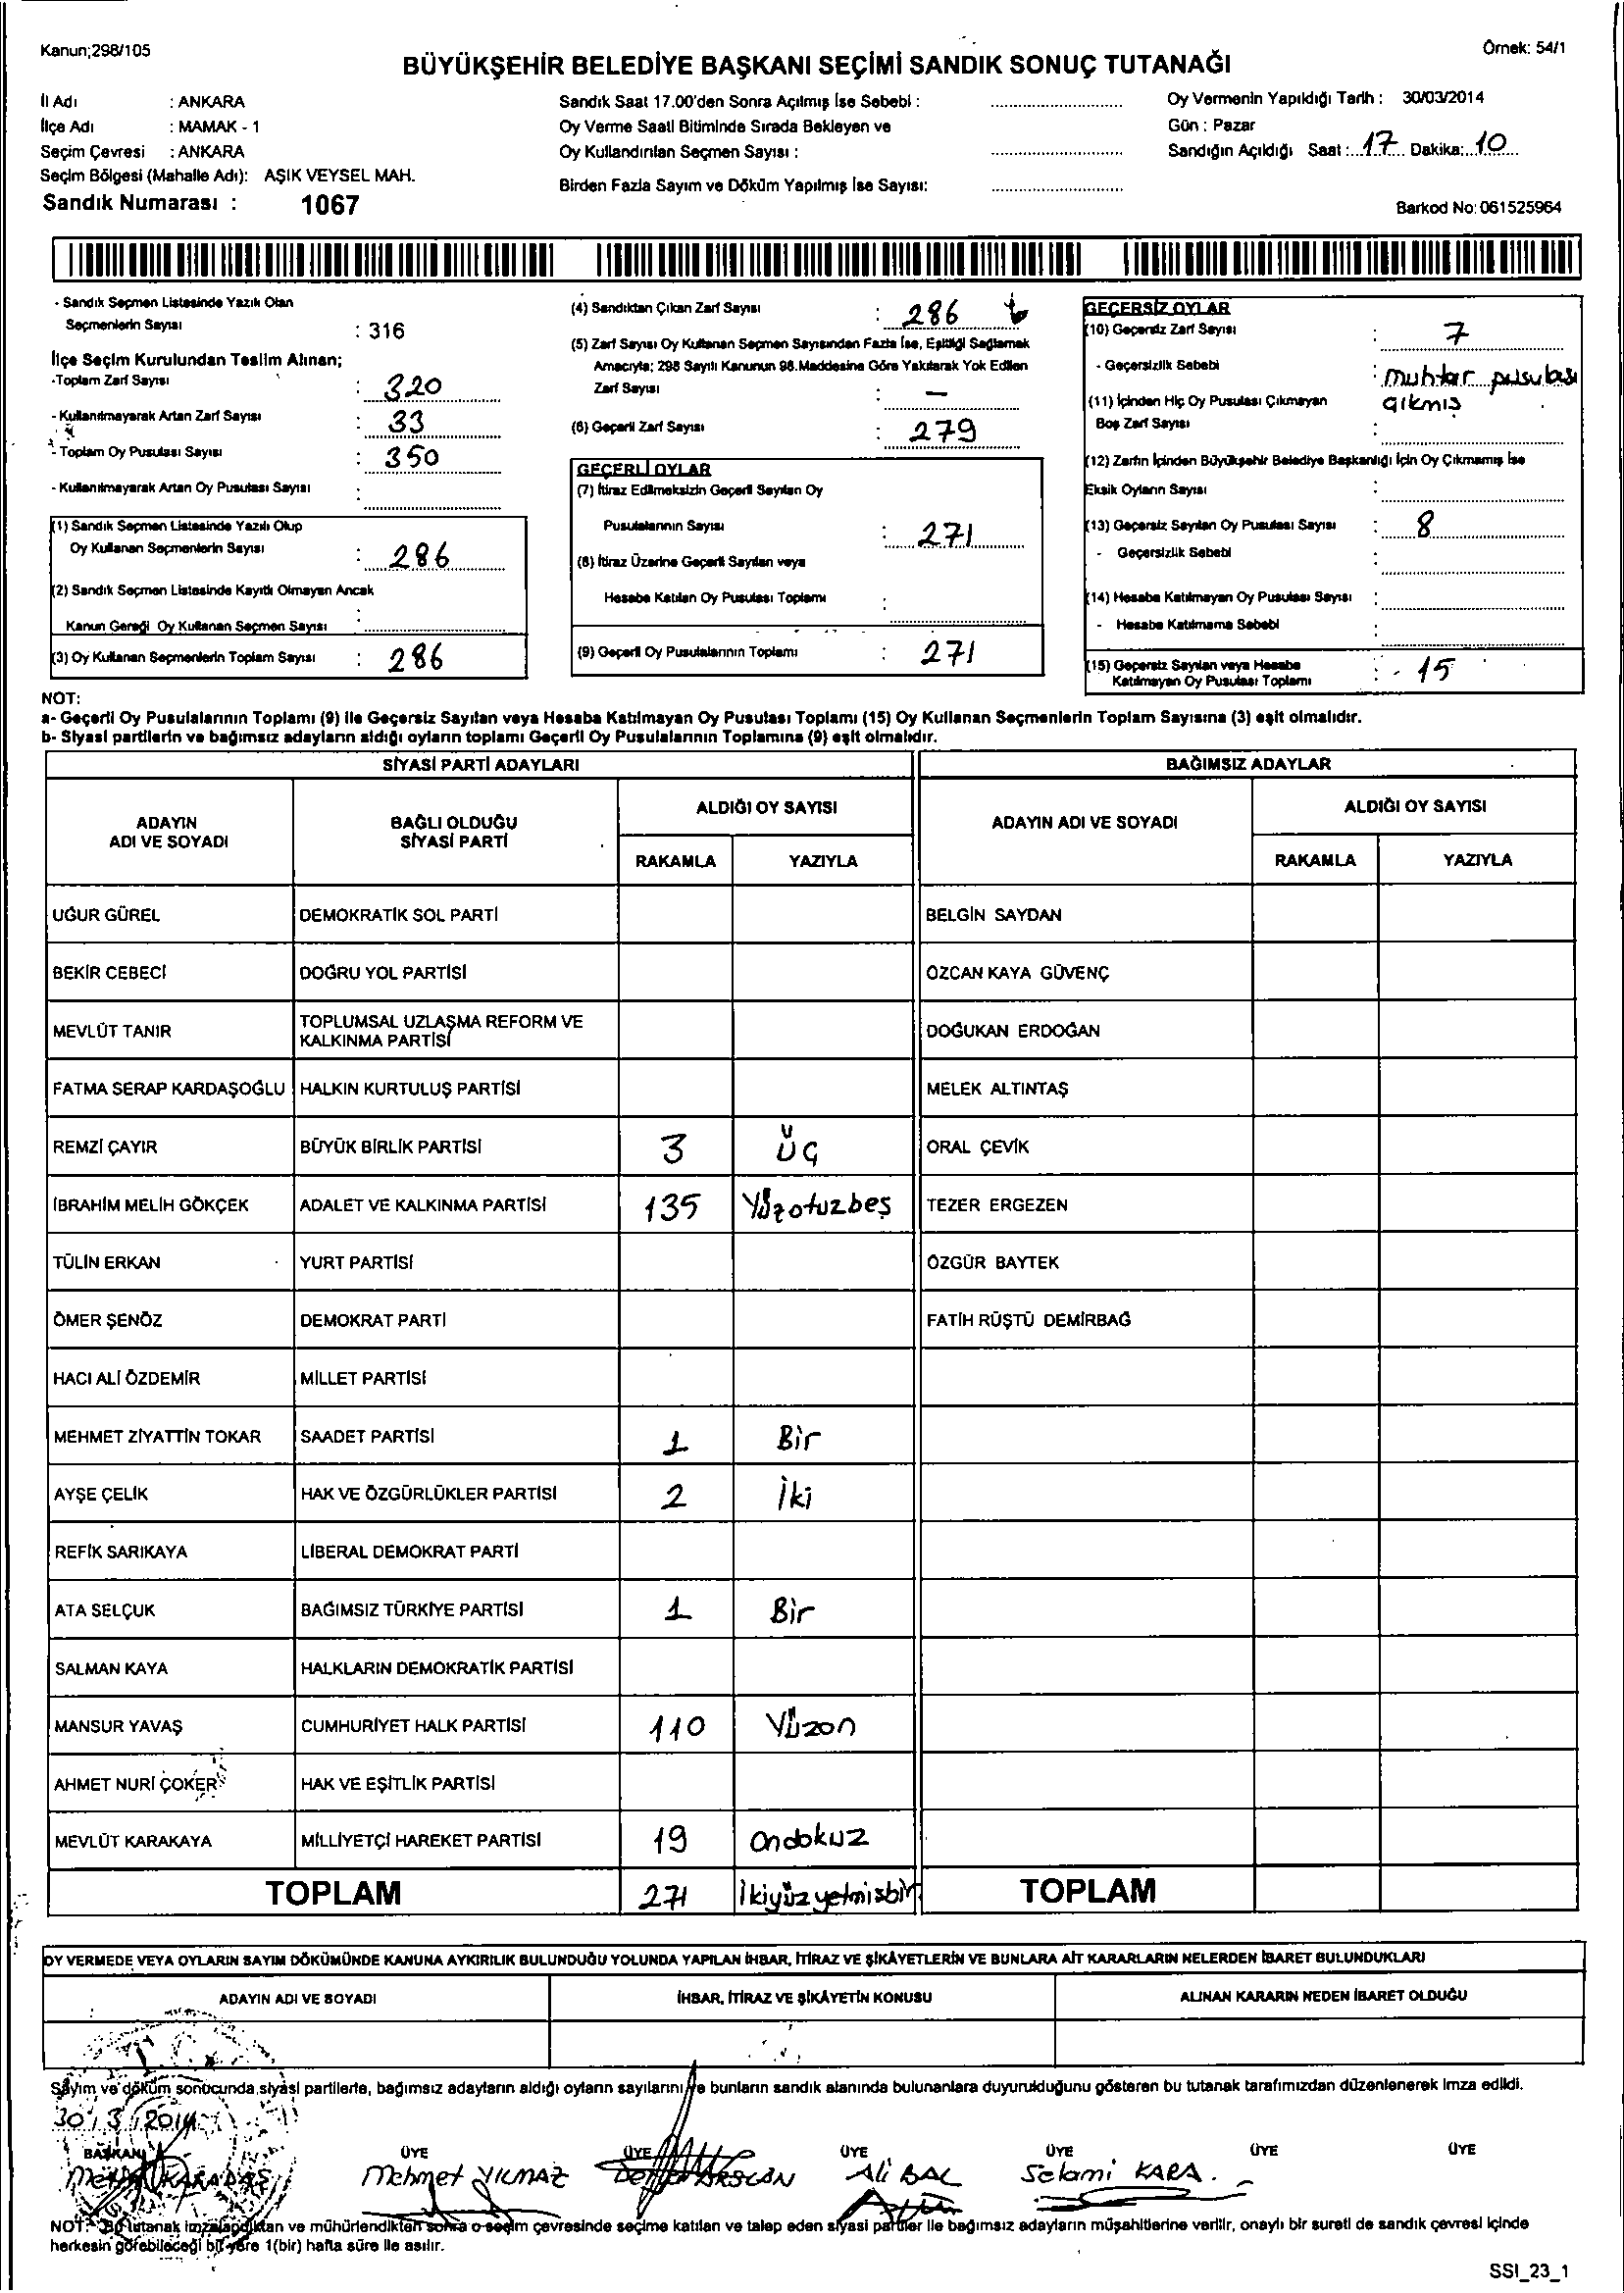 Kanun;298/105
Örnek: 54/1
BÜYÜKŞEHİR BELEDİYE BAŞKANI SEÇİMİ SANDIK SONUÇ TUTANAĞI
İl Adı : ANKARA
İlçe Adı : MAMAK - 1
Seçim Çevresi : ANKARA
Seçim Bölgesi (Mahalle Adı): AŞIK VEYSEL MAH.
Sandık Numarası : 1067
Sandık Saat 17.00'den Sonra Açılmış İse Sebebi :
Oy Verme Saati Bitiminde Sırada Bekleyen ve
Oy Kullandırılan Seçmen Sayısı :
Birden Fazla Sayım ve Döküm Yapılmış İse Sayısı:
Oy Vermenin Yapıldığı Tarih : 30/03/2014
Gün : Pazar
Sandığın Açıldığı Saat : 17 Dakika: 10
Barkod No: 061525964
- Sandık Seçmen Listesinde Yazılı Olan
Seçmenlerin Sayısı : 316
İlçe Seçim Kurulundan Teslim Alınan;
-Toplam Zarf Sayısı : 320
- Kullanılmayarak Artan Zarf Sayısı : 33
- Toplam Oy Pusulası Sayısı : 350
- Kullanılmayarak Artan Oy Pusulası Sayısı :
(1) Sandık Seçmen Listesinde Yazılı Olup
Oy Kullanan Seçmenlerin Sayısı : 286
(2) Sandık Seçmen Listesinde Kayıtlı Olmayan Ancak
Kanun Gereği Oy Kullanan Seçmen Sayısı :
(3) Oy Kullanan Seçmenlerin Toplam Sayısı : 286
(4) Sandıktan Çıkan Zarf Sayısı : 286
(5) Zarf Sayısı Oy Kullanan Seçmen Sayısından Fazla İse, Eşitliği Sağlamak
Amacıyla; 298 Sayılı Kanunun 98.Maddesine Göre Yakılarak Yok Edilen
Zarf Sayısı : —
(6) Geçerli Zarf Sayısı : 279
GEÇERLİ OYLAR
(7) İtiraz Edilmeksizin Geçerli Sayılan Oy
Pusulalarının Sayısı : 271
(8) İtiraz Üzerine Geçerli Sayılan veya
Hesaba Katılan Oy Pusulası Toplamı :
(9) Geçerli Oy Pusulalarının Toplamı : 271
GEÇERSİZ OYLAR
(10) Geçersiz Zarf Sayısı : 7
- Geçersizlik Sebebi : muhtar pusulası
çıkmış
(11) İçinden Hiç Oy Pusulası Çıkmayan
Boş Zarf Sayısı :
(12) Zarfın İçinden Büyükşehir Belediye Başkanlığı İçin Oy Çıkmamış İse
Eksik Oyların Sayısı :
(13) Geçersiz Sayılan Oy Pusulası Sayısı : 8
- Geçersizlik Sebebi :
(14) Hesaba Katılmayan Oy Pusulası Sayısı :
- Hesaba Katılmama Sebebi :
(15) Geçersiz Sayılan veya Hesaba
Katılmayan Oy Pusulası Toplamı : 15
NOT:
a- Geçerli Oy Pusulalarının Toplamı (9) ile Geçersiz Sayılan veya Hesaba Katılmayan Oy Pusulası Toplamı (15) Oy Kullanan Seçmenlerin Toplam Sayısına (3) eşit olmalıdır.
b- Siyasi partilerin ve bağımsız adayların aldığı oyların toplamı Geçerli Oy Pusulalarının Toplamına (9) eşit olmalıdır.
SİYASİ PARTİ ADAYLARI BAĞIMSIZ ADAYLAR
ADAYIN
ADI VE SOYADI
BAĞLI OLDUĞU
SİYASİ PARTİ
ALDIĞI OY SAYISI
RAKAMLA YAZIYLA
ADAYIN ADI VE SOYADI
ALDIĞI OY SAYISI
RAKAMLA YAZIYLA
UĞUR GÜREL DEMOKRATİK SOL PARTİ BELGİN SAYDAN
BEKİR CEBECİ DOĞRU YOL PARTİSİ ÖZCAN KAYA GÜVENÇ
MEVLÜT TANIR TOPLUMSAL UZLAŞMA REFORM VE
KALKINMA PARTİSİ DOĞUKAN ERDOĞAN
FATMA SERAP KARDAŞOĞLU HALKIN KURTULUŞ PARTİSİ MELEK ALTINTAŞ
REMZİ ÇAYIR BÜYÜK BİRLİK PARTİSİ 3 Üç ORAL ÇEVİK
İBRAHİM MELİH GÖKÇEK ADALET VE KALKINMA PARTİSİ 135 Yüzotuzbeş TEZER ERGEZEN
TÜLİN ERKAN YURT PARTİSİ ÖZGÜR BAYTEK
ÖMER ŞENÖZ DEMOKRAT PARTİ FATİH RÜŞTÜ DEMİRBAĞ
HACI ALİ ÖZDEMİR MİLLET PARTİSİ
MEHMET ZİYATTİN TOKAR SAADET PARTİSİ 1 Bir
AYŞE ÇELİK HAK VE ÖZGÜRLÜKLER PARTİSİ 2 İki
REFİK SARIKAYA LİBERAL DEMOKRAT PARTİ
ATA SELÇUK BAĞIMSIZ TÜRKİYE PARTİSİ 1 Bir
SALMAN KAYA HALKLARIN DEMOKRATİK PARTİSİ
MANSUR YAVAŞ CUMHURİYET HALK PARTİSİ 110 Yüzon
AHMET NURİ ÇOKER HAK VE EŞİTLİK PARTİSİ
MEVLÜT KARAKAYA MİLLİYETÇİ HAREKET PARTİSİ 19 Ondokuz
TOPLAM 271 İkiyüzyetmisbir TOPLAM
OY VERMEDE VEYA OYLARIN SAYIM DÖKÜMÜNDE KANUNA AYKIRILIK BULUNDUĞU YOLUNDA YAPILAN İHBAR, İTİRAZ VE ŞİKÂYETLERİN VE BUNLARA AİT KARARLARIN NELERDEN İBARET BULUNDUKLARI
ADAYIN ADI VE SOYADI İHBAR, İTİRAZ VE ŞİKÂYETİN KONUSU ALINAN KARARIN NEDEN İBARET OLDUĞU
Sayım ve döküm sonucunda siyasi partilerle, bağımsız adayların aldığı oyların sayılarını ve bunların sandık alanında bulunanlara duyurulduğunu gösteren bu tutanak tarafımızdan düzenlenerek imza edildi.
30/3/2014
BAŞKAN ÜYE ÜYE ÜYE ÜYE ÜYE ÜYE
KARADAŞ Mehmet YILMAZ ARSLAN Ali BAL Selami KARA.
NOT: Bu tutanak imzalandıktan ve mühürlendikten sonra o seçim çevresinde seçime katılan ve talep eden siyasi partiler ile bağımsız adayların müşahitlerine verilir, onaylı bir sureti de sandık çevresi içinde
herkesin görebileceği bir yere 1(bir) hafta süre ile asılır.
SSI_23_1